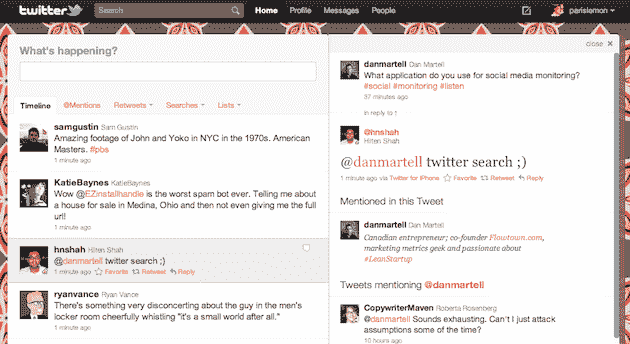 twitter Search Home Profile Messages People parislemon
What's happening?
Timeline @Mentions Retweets Searches Lists
samgustin Sam Gustin
Amazing footage of John and Yoko in NYC in the 1970s. American
Masters. #pbs
1 minute ago
KatieBaynes KatieBaynes
Wow @EZinstallhandle is the worst spam bot ever. Telling me about
a house for sale in Medina, Ohio and then not even giving me the full
url!
1 minute ago
hnshah Hiten Shah
@danmartell twitter search ;)
1 minute ago Favorite Retweet Reply
ryanvance Ryan Vance
There's something very disconcerting about the guy in the men's
locker room cheerfully whistling "it's a small world after all."
1 minute ago
close ×
danmartell Dan Martell
What application do you use for social media monitoring?
#social #monitoring #listen
37 minutes ago
in reply to ↑
@hnshah
Hiten Shah
@danmartell twitter search ;)
1 minute ago via Twitter for iPhone Favorite Retweet Reply
Mentioned in this Tweet
danmartell Dan Martell
Canadian entrepreneur; co-founder Flowtown.com,
marketing metrics geek and passionate about
#LeanStartup
Tweets mentioning @danmartell
CopywriterMaven Roberta Rosenberg
@danmartell Sounds exhausting. Can't I just attack
assumptions some of the time?
10 hours ago